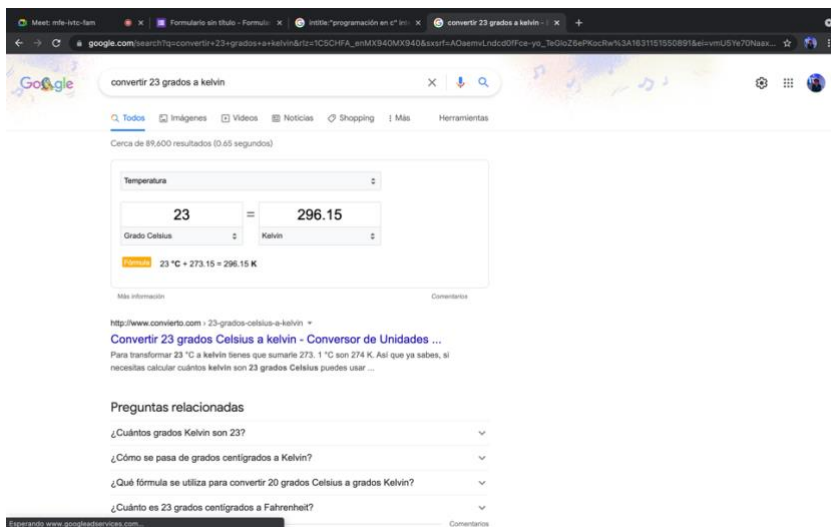 Meet: mfe-ivtc-fam
Formulario sin título - Formula
intitle:"programación en c" int
convertir 23 grados a kelvin -
google.com/search?q=convertir+23+grados+a+kelvin&rlz=1C5CHFA_enMX940MX940&sxsrf=
Google
convertir 23 grados a kelvin
Todos
Imágenes
Videos
Noticias
Shopping
Más
Herramientas
Cerca de 89,600 resultados (0.65 segundos)
Temperatura
23 = 296.15
Grado Celsius
Kelvin
Fórmula 23 °C + 273.15 = 296.15 K
Más información
Comentarios
http://www.convierto.com › 23-grados-celsius-a-kelvin
Convertir 23 grados Celsius a kelvin - Conversor de Unidades ...
Para transformar 23 °C a kelvin tienes que sumarle 273. 1 °C son 274 K. Así que ya sabes, si
necesitas calcular cuántos kelvin son 23 grados Celsius puedes usar ...
Preguntas relacionadas
¿Cuántos grados Kelvin son 23?
¿Cómo se pasa de grados centígrados a Kelvin?
¿Qué fórmula se utiliza para convertir 20 grados Celsius a grados Kelvin?
¿Cuánto es 23 grados centígrados a Fahrenheit?
Comentarios
Esperando www.googleadservices.com...